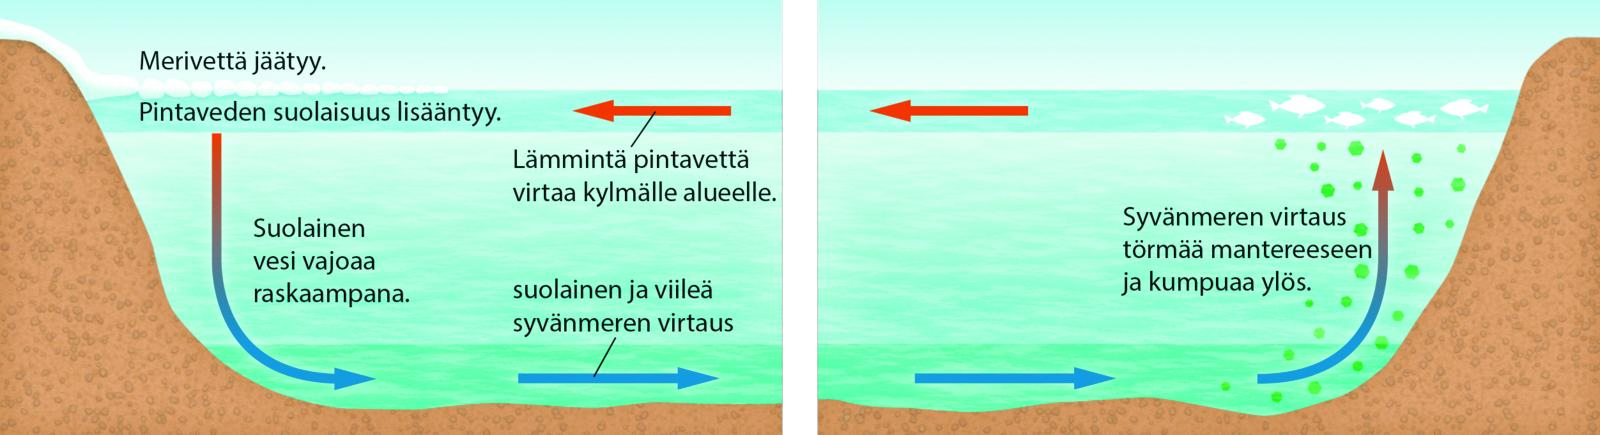 Merivettä jäätyy.
Pintaveden suolaisuus lisääntyy.
Lämmintä pintavettä
virtaa kylmälle alueelle.
Suolainen
vesi vajoaa
raskaampana.
suolainen ja viileä
syvänmeren virtaus
Syvänmeren virtaus
törmää mantereeseen
ja kumpuaa ylös.